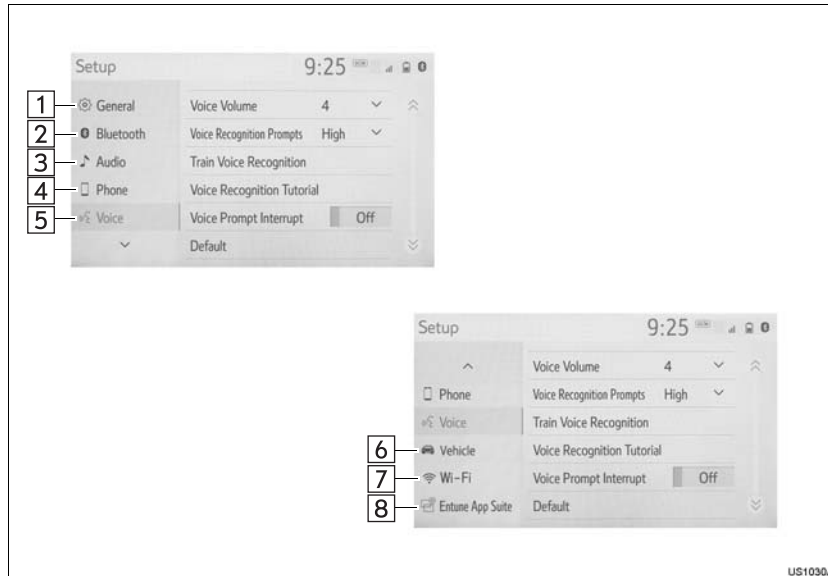 Setup 9:25
1 General Voice Volume 4
2 Bluetooth Voice Recognition Prompts High
3 Audio Train Voice Recognition
4 Phone Voice Recognition Tutorial
5 Voice Voice Prompt Interrupt Off
Default
Setup 9:25
Voice Volume 4
Phone Voice Recognition Prompts High
Voice Train Voice Recognition
6 Vehicle Voice Recognition Tutorial
7 Wi-Fi Voice Prompt Interrupt Off
8 Entune App Suite Default